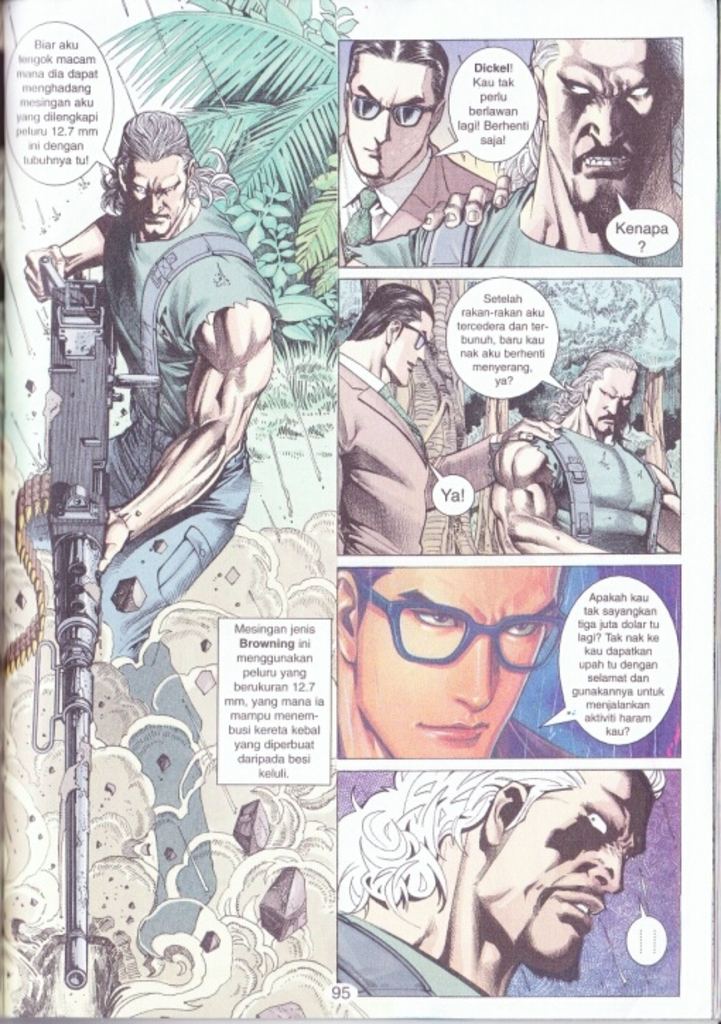 Biar aku
tengok macam
mana dia dapat
menghadang
mesingan aku
yang dilengkapi
peluru 12.7 mm
ini dengan
tubuhnya tu!
Dickel!
Kau tak
perlu
berlawan
lagi! Berhenti
saja!
Kenapa
?
Setelah
rakan-rakan aku
tercedera dan ter-
bunuh, baru kau
nak aku berhenti
menyerang,
ya?
Ya!
Mesingan jenis
Browning ini
menggunakan
peluru yang
berukuran 12.7
mm, yang mana ia
mampu menem-
busi kereta kebal
yang diperbuat
daripada besi
keluli.
Apakah kau
tak sayangkan
tiga juta dolar tu
lagi? Tak nak ke
kau dapatkan
upah tu dengan
selamat dan
gunakannya untuk
menjalankan
aktiviti haram
kau?
!!
95